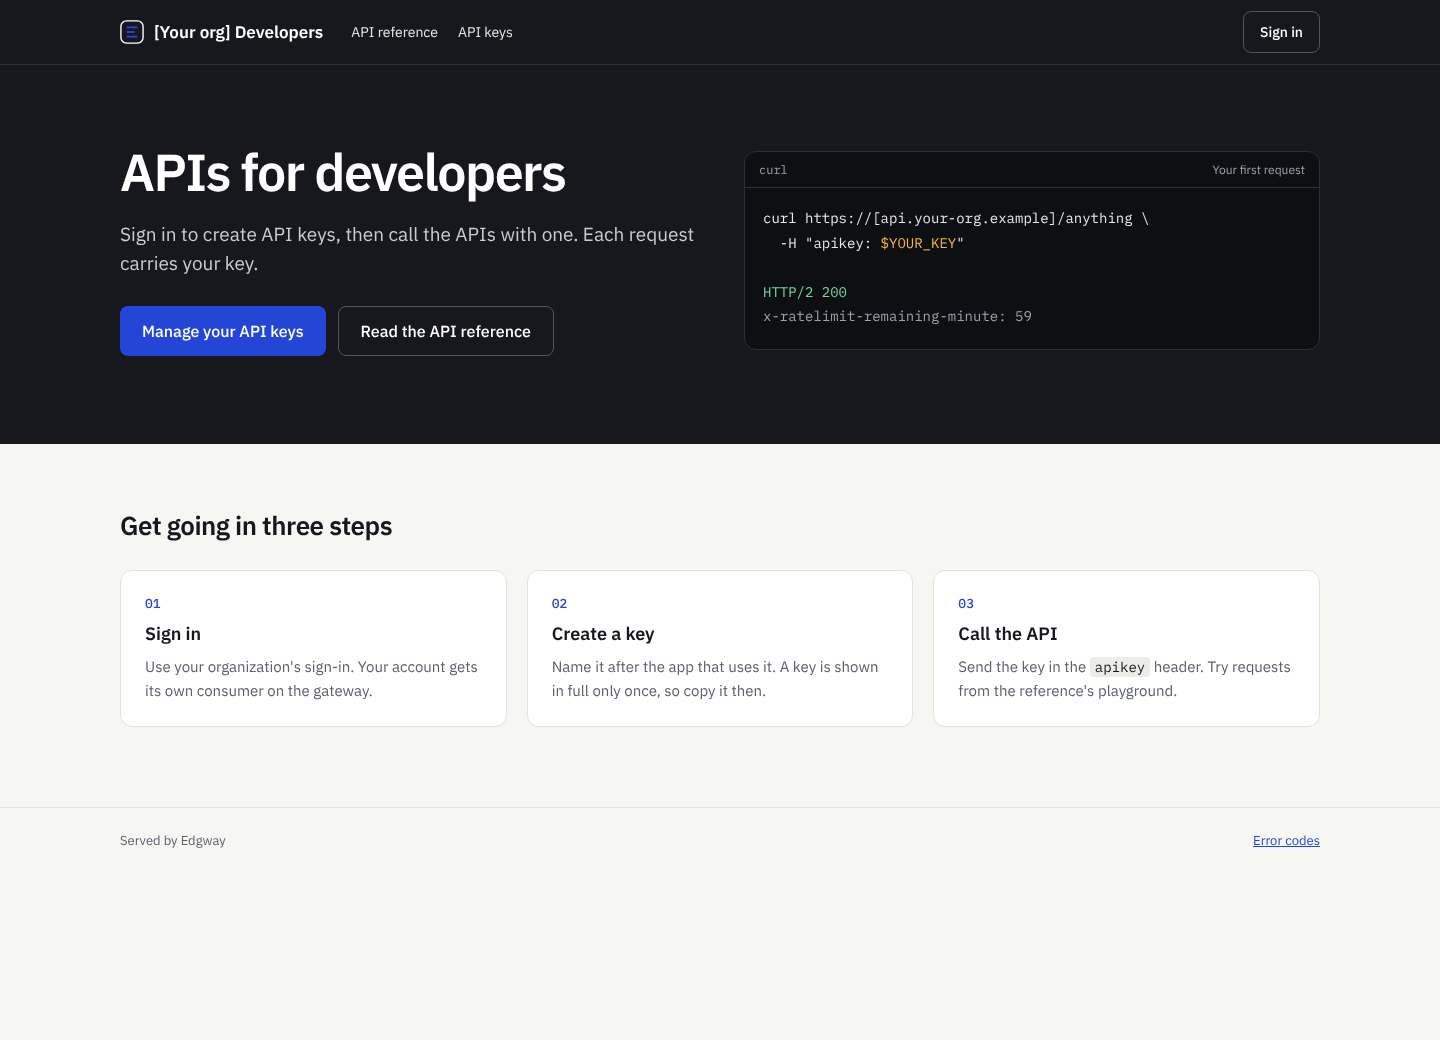 [Your org] Developers
API reference
API keys
Sign in
APIs for developers
Sign in to create API keys, then call the APIs with one. Each request
carries your key.
Manage your API keys
Read the API reference
curl
Your first request
curl https://[api.your-org.example]/anything \
-H "apikey: $YOUR_KEY"
HTTP/2 200
x-ratelimit-remaining-minute: 59
Get going in three steps
01
Sign in
Use your organization's sign-in. Your account gets
its own consumer on the gateway.
02
Create a key
Name it after the app that uses it. A key is shown
in full only once, so copy it then.
03
Call the API
Send the key in the apikey header. Try requests
from the reference's playground.
Served by Edgway
Error codes